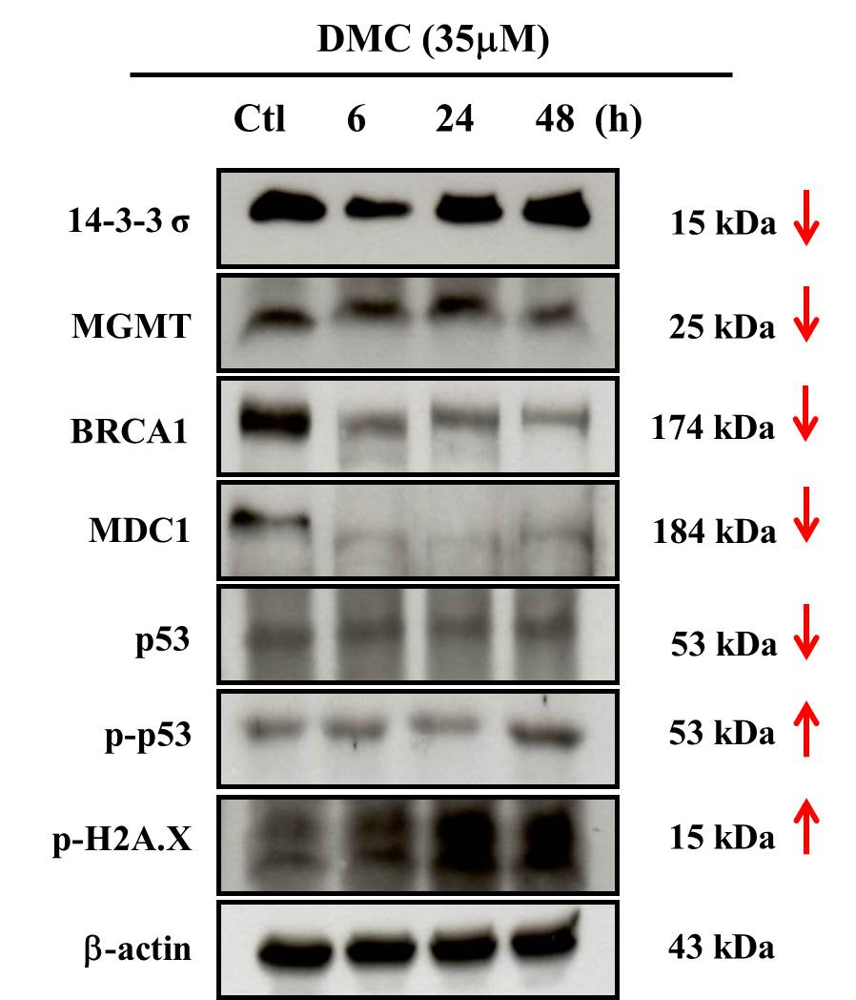 DMC (35μM)
Ctl 6 24 48 (h)
14-3-3 σ 15 kDa
MGMT 25 kDa
BRCA1 174 kDa
MDC1 184 kDa
p53 53 kDa
p-p53 53 kDa
p-H2A.X 15 kDa
β-actin 43 kDa